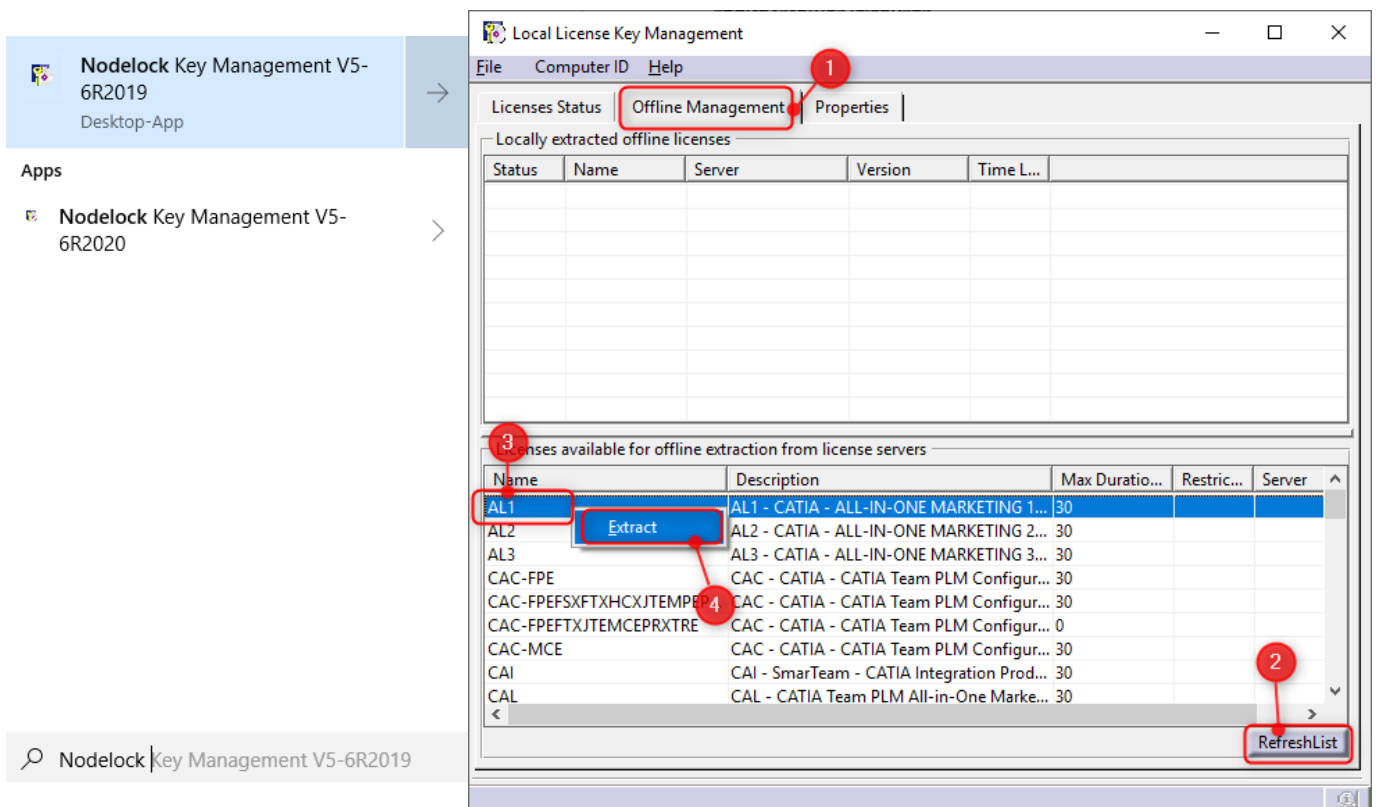 Nodelock Key Management V5-
6R2019
Desktop-App
Apps
Nodelock Key Management V5-
6R2020
Nodelock Key Management V5-6R2019
Local License Key Management
File Computer ID Help
1
Licenses Status Offline Management Properties
Locally extracted offline licenses
Status Name Server Version Time L...
3
Licenses available for offline extraction from license servers
Name Description Max Duratio... Restric... Server
AL1 AL1 - CATIA - ALL-IN-ONE MARKETING 1... 30
Extract
AL2 AL2 - CATIA - ALL-IN-ONE MARKETING 2... 30
AL3 AL3 - CATIA - ALL-IN-ONE MARKETING 3... 30
CAC-FPE CAC - CATIA - CATIA Team PLM Configur... 30
4
CAC-FPEFSXFTXHCXJTEMPEP... CAC - CATIA - CATIA Team PLM Configur... 30
CAC-FPEFTXJTEMCEPRXTRE CAC - CATIA - CATIA Team PLM Configur... 0
CAC-MCE CAC - CATIA - CATIA Team PLM Configur... 30
2
CAI CAI - SmarTeam - CATIA Integration Prod... 30
CAL CAL - CATIA Team PLM All-in-One Marke... 30
RefreshList